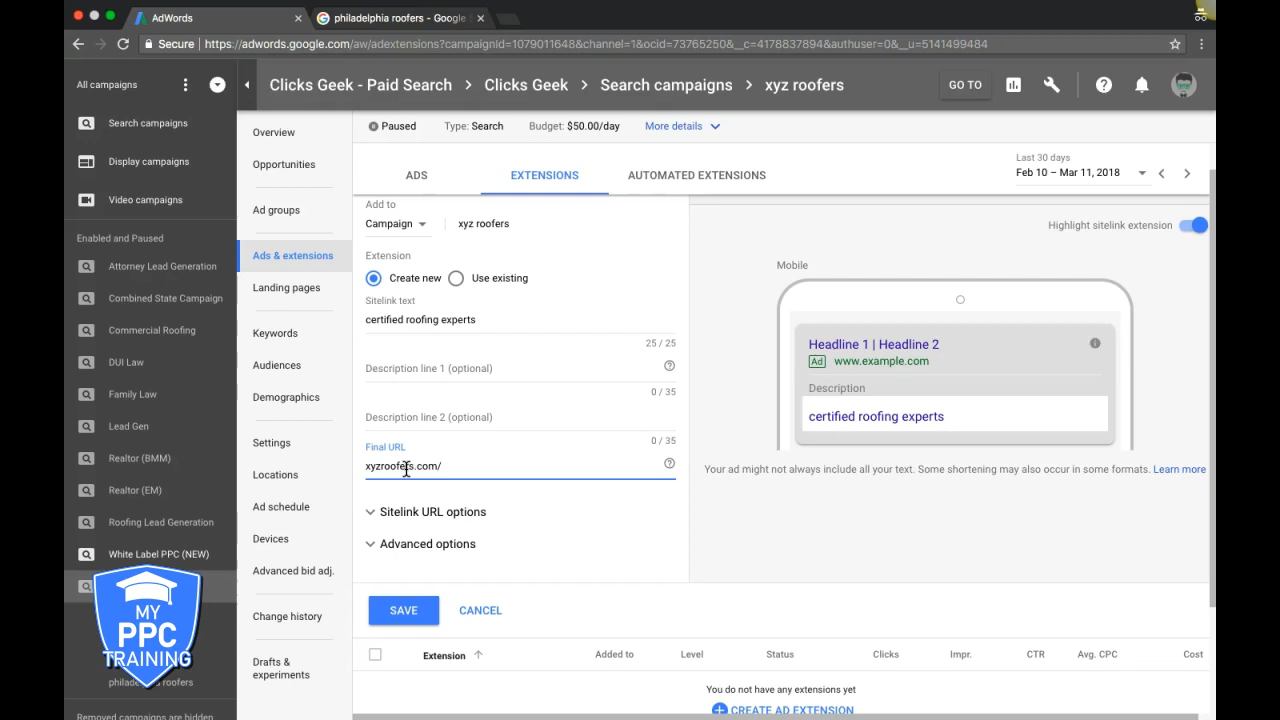 AdWords
philadelphia roofers - Google
Secure
https://adwords.google.com/aw/adextensions?campaignId=1079011648&channel=1&ocid=73765250&__c=4178837894&authuser=0&__u=5141499484
All campaigns
Clicks Geek - Paid Search > Clicks Geek > Search campaigns > xyz roofers
GO TO
Search campaigns
Display campaigns
Video campaigns
Enabled and Paused
Attorney Lead Generation
Combined State Campaign
Commercial Roofing
DUI Law
Family Law
Lead Gen
Realtor (BMM)
Realtor (EM)
Roofing Lead Generation
White Label PPC (NEW)
MY
PPC
TRAINING
roofers
Removed campaigns are hidden
Overview
Opportunities
Ad groups
Ads & extensions
Landing pages
Keywords
Audiences
Demographics
Settings
Locations
Ad schedule
Devices
Advanced bid adj.
Change history
Drafts &
experiments
Paused Type: Search Budget: $50.00/day More details
ADS
EXTENSIONS
AUTOMATED EXTENSIONS
Last 30 days
Feb 10 – Mar 11, 2018
Add to
Campaign
xyz roofers
Extension
Create new
Use existing
Sitelink text
certified roofing experts
25 / 25
Description line 1 (optional)
0 / 35
Description line 2 (optional)
0 / 35
Final URL
xyzroofers.com/
Sitelink URL options
Advanced options
Highlight sitelink extension
Mobile
Headline 1 | Headline 2
Ad www.example.com
Description
certified roofing experts
Your ad might not always include all your text. Some shortening may also occur in some formats. Learn more
SAVE
CANCEL
Extension
Added to
Level
Status
Clicks
Impr.
CTR
Avg. CPC
Cost
You do not have any extensions yet
CREATE AD EXTENSION